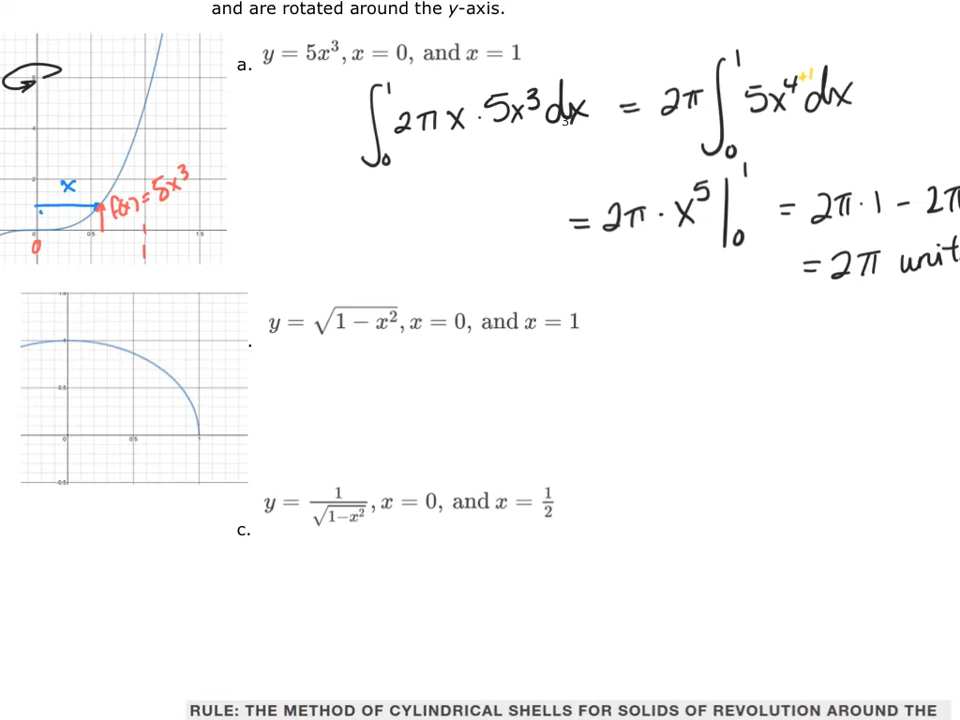 and are rotated around the y-axis.
a. y = 5x³, x = 0, and x = 1
∫₀¹ 2πx · 5x³ dx = 2π ∫₀¹ 5x⁴⁺¹ dx
x
f(x) = 5x³
0 1
= 2π · x⁵ |₀¹ = 2π · 1 - 2π
= 2π unit
. y = √(1 − x²), x = 0, and x = 1
c. y = 1/√(1−x²), x = 0, and x = 1/2
RULE: THE METHOD OF CYLINDRICAL SHELLS FOR SOLIDS OF REVOLUTION AROUND THE